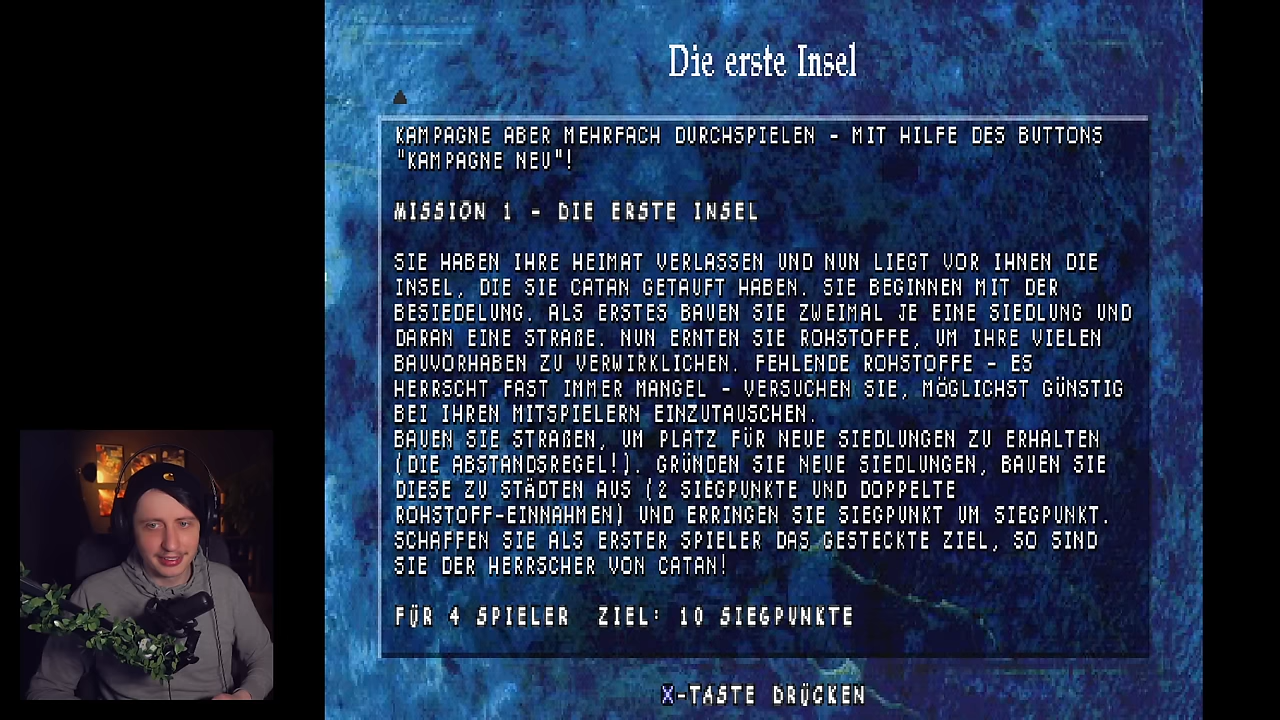 Die erste Insel
KAMPAGNE ABER MEHRFACH DURCHSPIELEN - MIT HILFE DES BUTTONS
"KAMPAGNE NEU"!
MISSION 1 - DIE ERSTE INSEL
SIE HABEN IHRE HEIMAT VERLASSEN UND NUN LIEGT VOR IHNEN DIE
INSEL, DIE SIE CATAN GETAUFT HABEN. SIE BEGINNEN MIT DER
BESIEDELUNG. ALS ERSTES BAUEN SIE ZWEIMAL JE EINE SIEDLUNG UND
DARAN EINE STRAßE. NUN ERNTEN SIE ROHSTOFFE, UM IHRE VIELEN
BAUVORHABEN ZU VERWIRKLICHEN. FEHLENDE ROHSTOFFE - ES
HERRSCHT FAST IMMER MANGEL - VERSUCHEN SIE, MÖGLICHST GÜNSTIG
BEI IHREN MITSPIELERN EINZUTAUSCHEN.
BAUEN SIE STRAßEN, UM PLATZ FÜR NEUE SIEDLUNGEN ZU ERHALTEN
(DIE ABSTANDSREGEL!). GRÜNDEN SIE NEUE SIEDLUNGEN, BAUEN SIE
DIESE ZU STÄDTEN AUS (2 SIEGPUNKTE UND DOPPELTE
ROHSTOFF-EINNAHMEN) UND ERRINGEN SIE SIEGPUNKT UM SIEGPUNKT.
SCHAFFEN SIE ALS ERSTER SPIELER DAS GESTECKTE ZIEL, SO SIND
SIE DER HERRSCHER VON CATAN!
FÜR 4 SPIELER ZIEL: 10 SIEGPUNKTE
X-TASTE DRÜCKEN